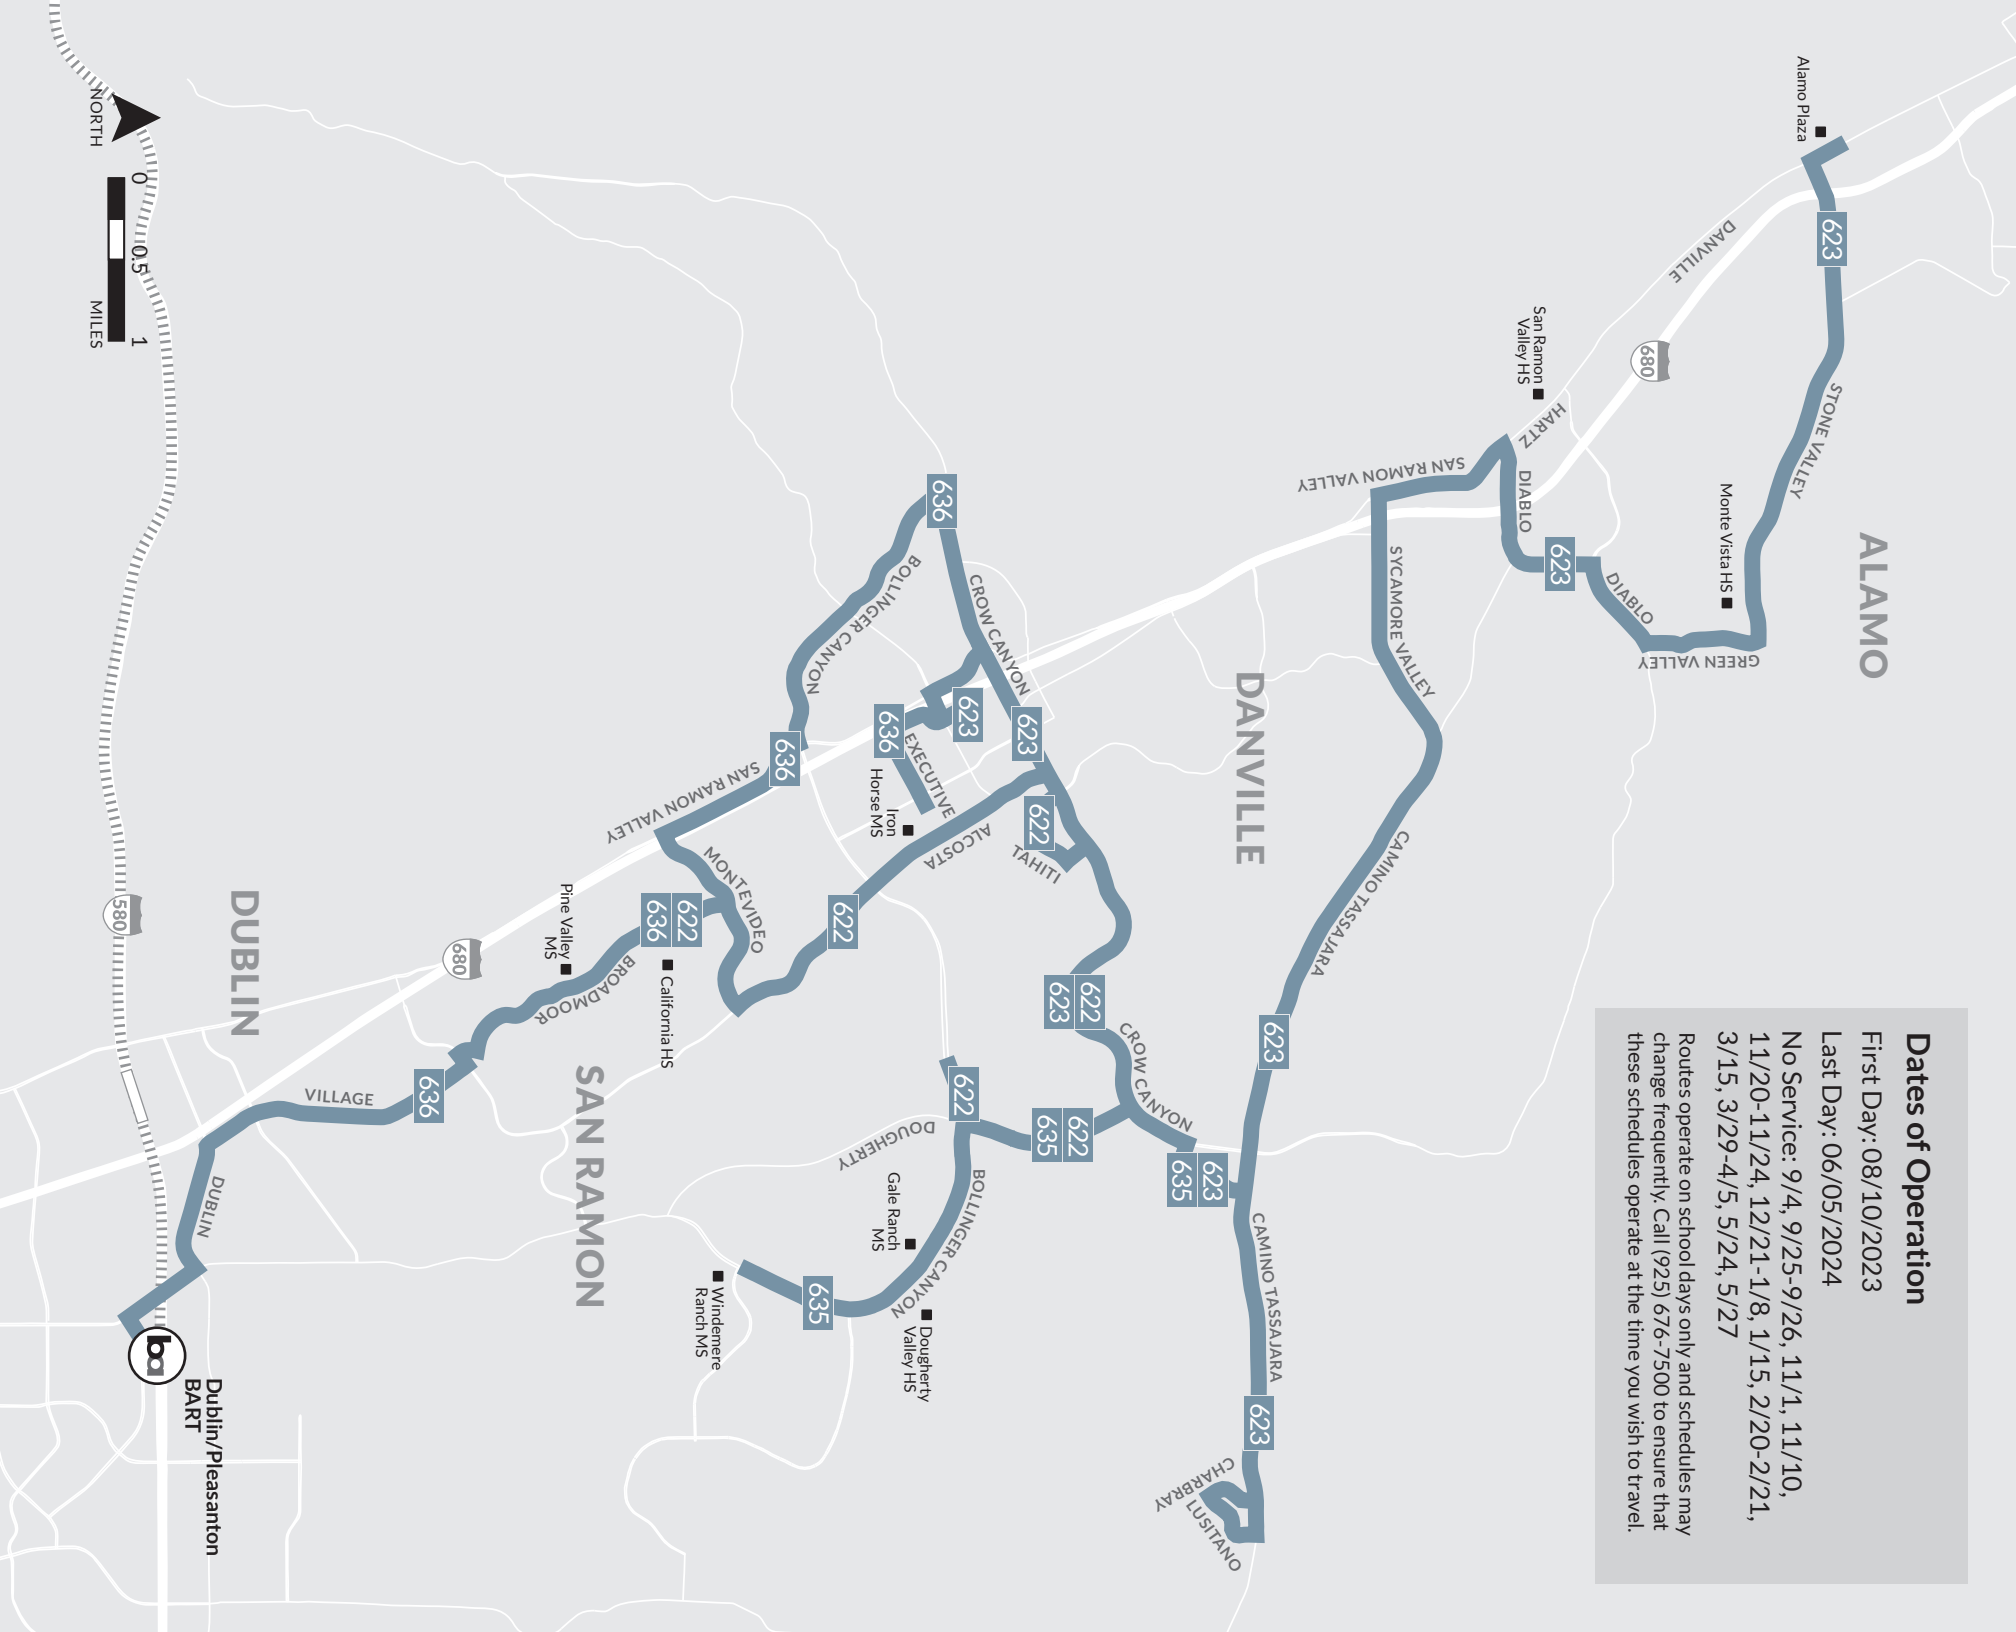 Dates of Operation
First Day: 08/10/2023
Last Day: 06/05/2024
No Service: 9/4, 9/25-9/26, 11/1, 11/10,
11/20-11/24, 12/21-1/8, 1/15, 2/20-2/21,
3/15, 3/29-4/5, 5/24, 5/27
Routes operate on school days only and schedules may
change frequently. Call (925) 676-7500 to ensure that
these schedules operate at the time you wish to travel.
ALAMO
Alamo Plaza
623
STONE VALLEY
DANVILLE
680
Monte Vista HS
GREEN VALLEY
DIABLO
623
DIABLO
HARTZ
San Ramon
Valley HS
SAN RAMON VALLEY
SYCAMORE VALLEY
DANVILLE
CAMINO TASSAJARA
623
CAMINO TASSAJARA
623
CHARBRAY
LUSITANO
623
635
CROW CANYON
622
623
622
635
TAHITI
622
623
CROW CANYON
636
BOLLINGER CANYON
623
636
EXECUTIVE
Iron
Horse MS
ALCOSTA
622
622
DOUGHERTY
BOLLINGER CANYON
Gale Ranch
MS
Dougherty
Valley HS
635
Windemere
Ranch MS
636
SAN RAMON VALLEY
MONTEVIDEO
622
636
California HS
Pine Valley
MS
BROADMOOR
SAN RAMON
680
636
VILLAGE
DUBLIN
DUBLIN
580
ba
Dublin/Pleasanton
BART
NORTH
0 0.5 1
MILES